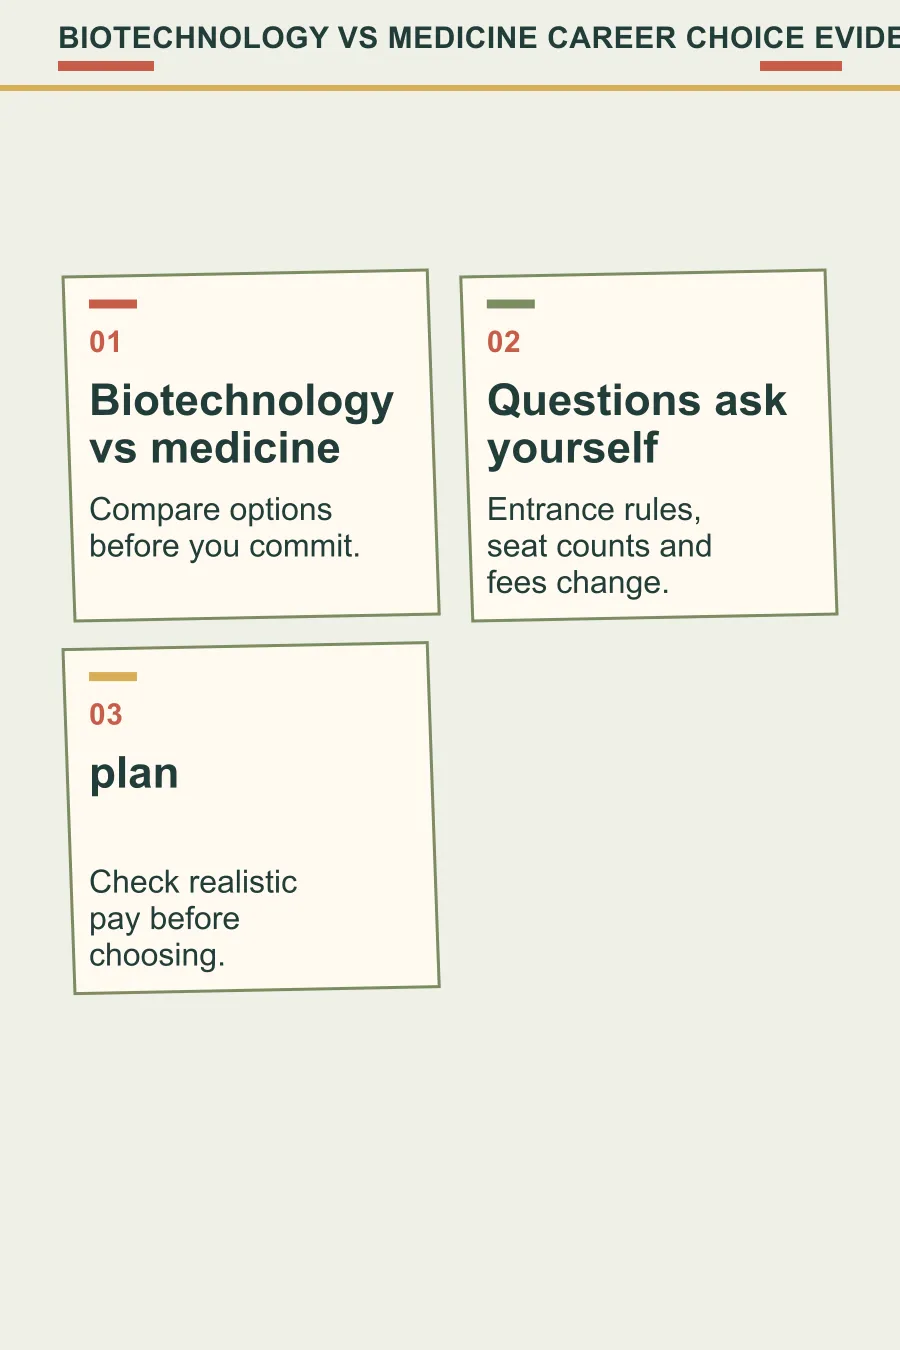 BIOTECHNOLOGY VS MEDICINE CAREER CHOICE EVIDE
01
Biotechnology
vs medicine
Compare options
before you commit.
02
Questions ask
yourself
Entrance rules,
seat counts and
fees change.
03
plan
Check realistic
pay before
choosing.